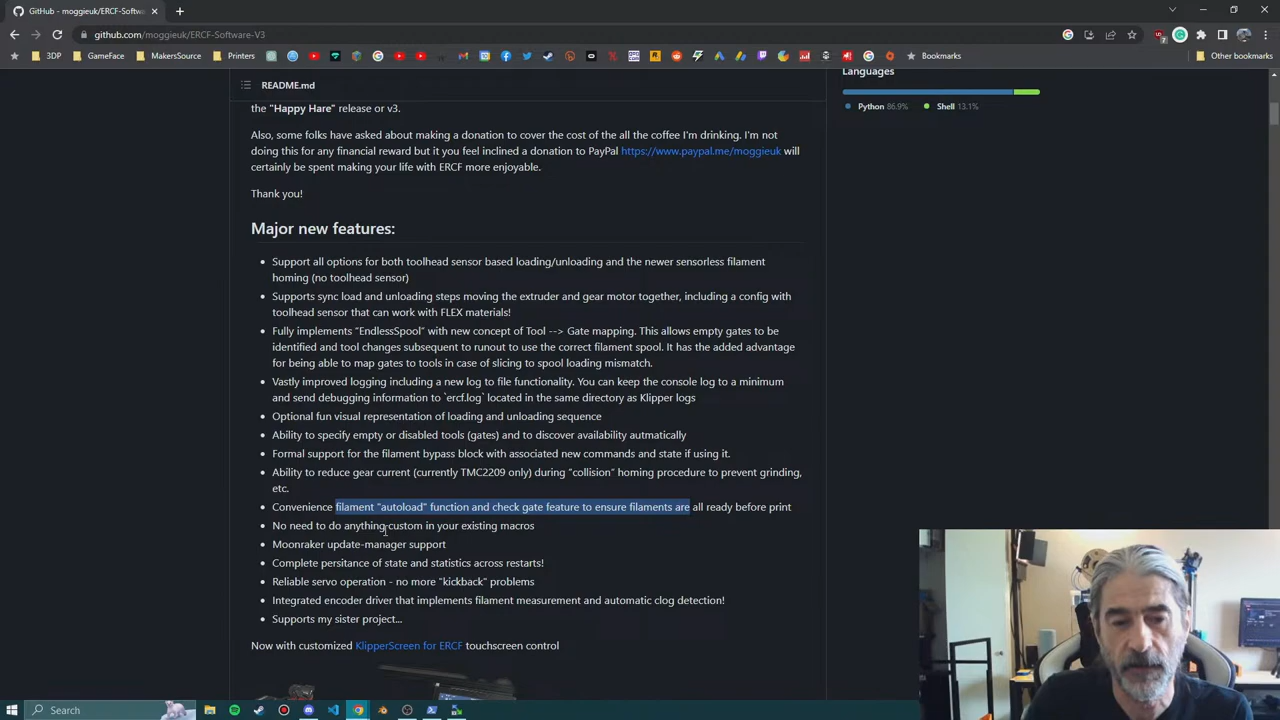 GitHub - moggieuk/ERCF-Software
github.com/moggieuk/ERCF-Software-V3
3DP
GameFace
MakersSource
Printers
Bookmarks
Other bookmarks
README.md
the "Happy Hare" release or v3.
Also, some folks have asked about making a donation to cover the cost of the all the coffee I'm drinking. I'm not
doing this for any financial reward but it you feel inclined a donation to PayPal https://www.paypal.me/moggieuk will
certainly be spent making your life with ERCF more enjoyable.
Thank you!
Major new features:
• Support all options for both toolhead sensor based loading/unloading and the newer sensorless filament
homing (no toolhead sensor)
• Supports sync load and unloading steps moving the extruder and gear motor together, including a config with
toolhead sensor that can work with FLEX materials!
• Fully implements "EndlessSpool" with new concept of Tool --> Gate mapping. This allows empty gates to be
identified and tool changes subsequent to runout to use the correct filament spool. It has the added advantage
for being able to map gates to tools in case of slicing to spool loading mismatch.
• Vastly improved logging including a new log to file functionality. You can keep the console log to a minimum
and send debugging information to `ercf.log` located in the same directory as Klipper logs
• Optional fun visual representation of loading and unloading sequence
• Ability to specify empty or disabled tools (gates) and to discover availability autmatically
• Formal support for the filament bypass block with associated new commands and state if using it.
• Ability to reduce gear current (currently TMC2209 only) during "collision" homing procedure to prevent grinding,
etc.
• Convenience filament "autoload" function and check gate feature to ensure filaments are all ready before print
• No need to do anything custom in your existing macros
• Moonraker update-manager support
• Complete persitance of state and statistics across restarts!
• Reliable servo operation - no more "kickback" problems
• Integrated encoder driver that implements filament measurement and automatic clog detection!
• Supports my sister project...
Now with customized KlipperScreen for ERCF touchscreen control
Languages
Python 86.9%
Shell 13.1%
Search